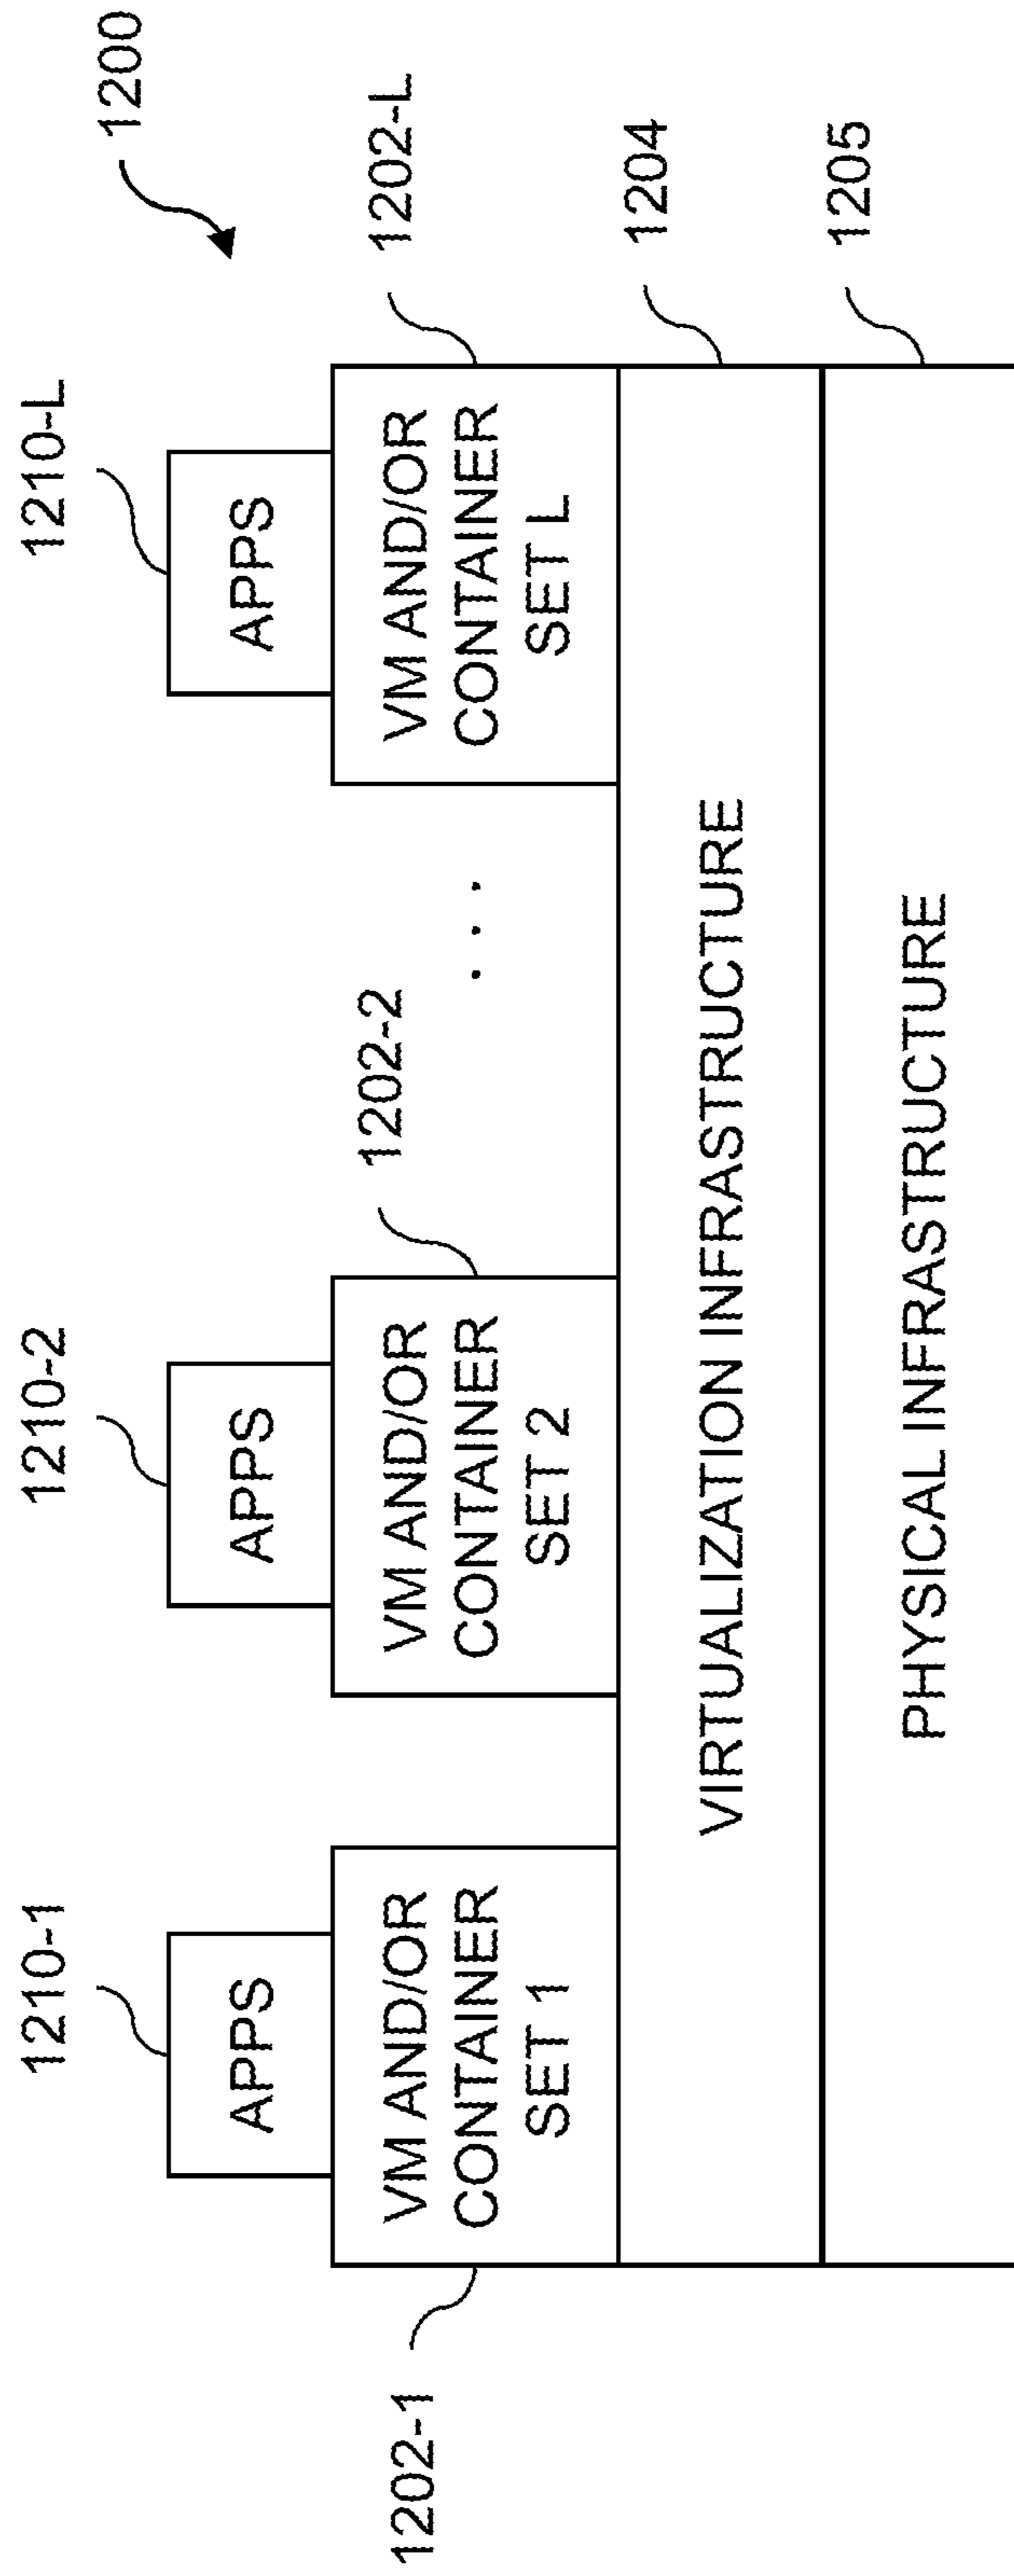 1200
1210-1
1210-2
1210-L
APPS
APPS
APPS
1202-1
VM AND/OR
CONTAINER
SET 1
1202-2
VM AND/OR
CONTAINER
SET 2
. . .
1202-L
VM AND/OR
CONTAINER
SET L
VIRTUALIZATION INFRASTRUCTURE
1204
PHYSICAL INFRASTRUCTURE
1205